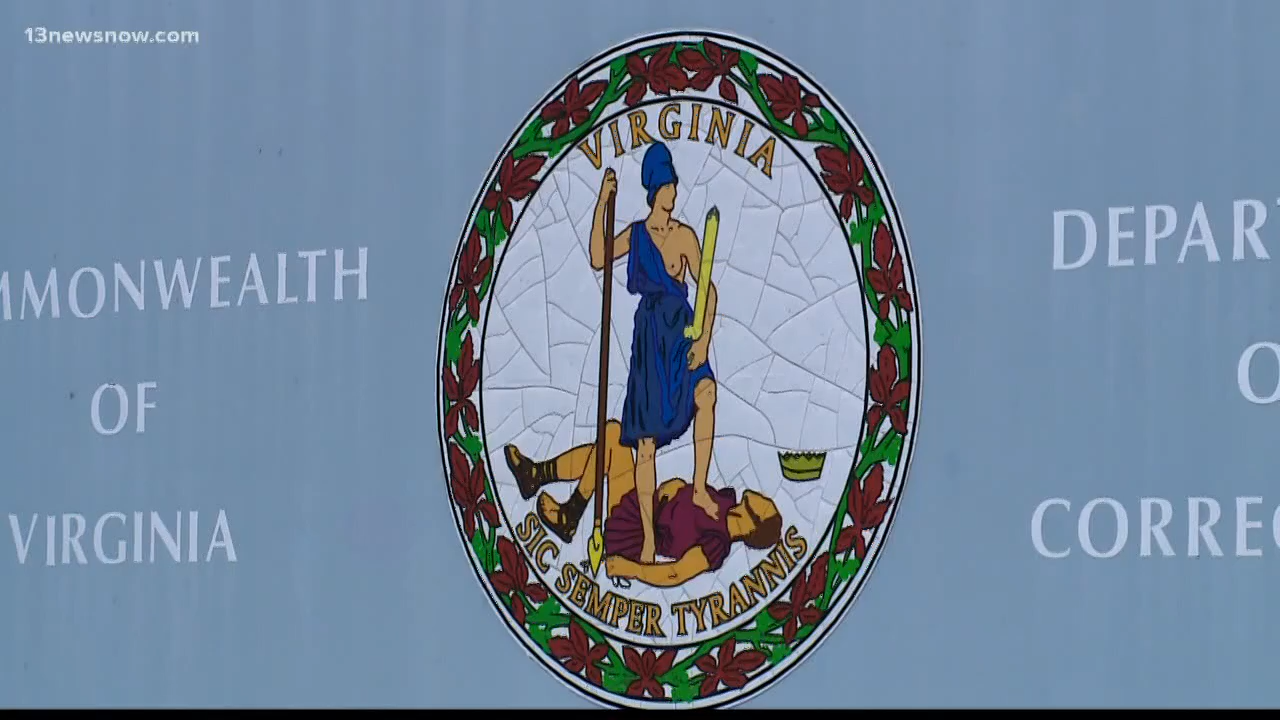 13newsnow.com
VIRGINIA
MMONWEALTH
OF
VIRGINIA
SIC SEMPER TYRANNIS
DEPAR
O
CORREC